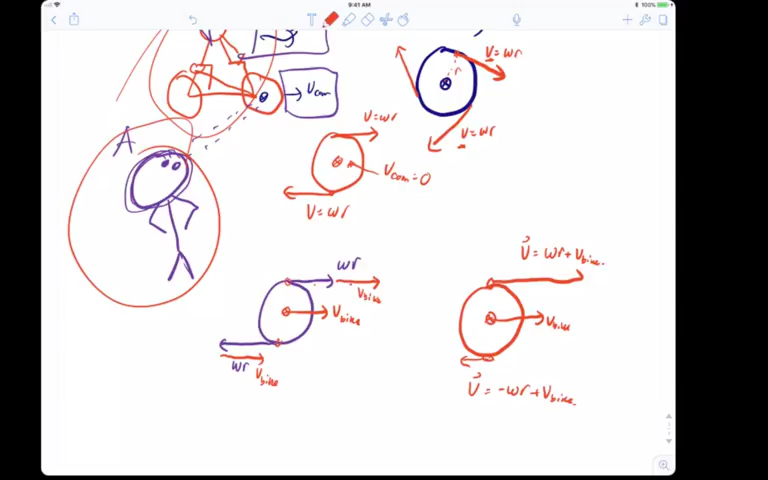 9:41 AM
100%
V = ωr
Vcom
r
A
V = ωr
V = ωr
Vcom = 0
V = ωr
V = ωr + Vbike
ωr
Vbike
Vbike
Vbike
ωr
Vbike
V = -ωr + Vbike